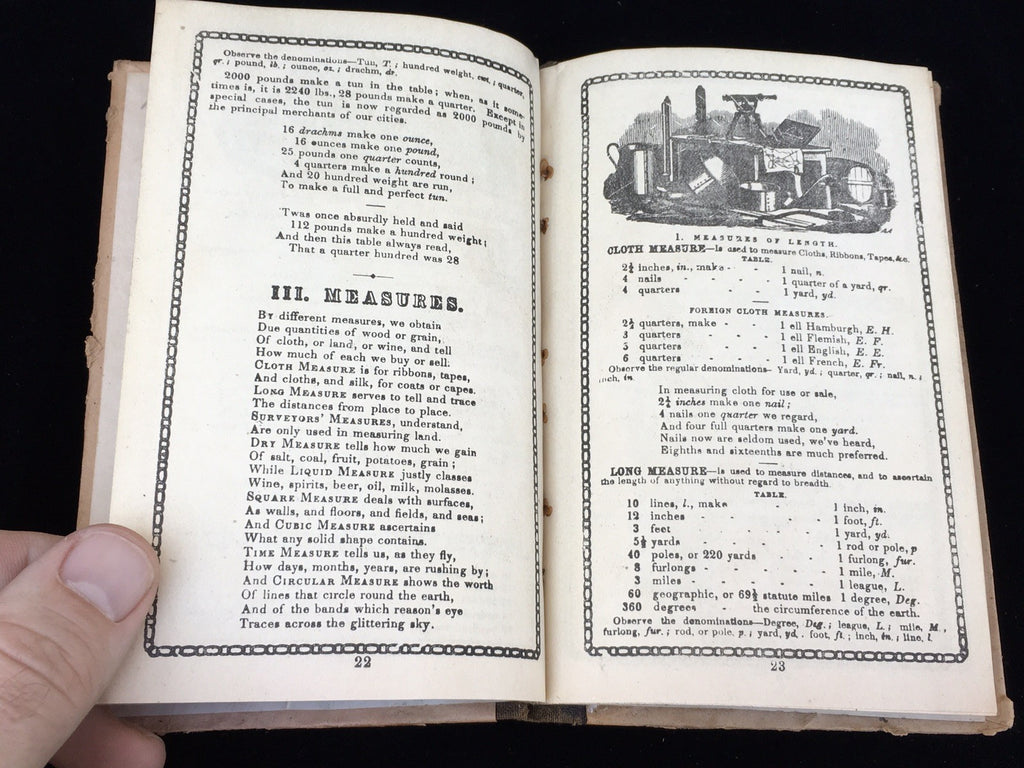 Observe the denominations—Tun, T.; hundred weight, cwt.; quarter,
qr.; pound, lb.; ounce, oz.; drachm, dr.
2000 pounds make a tun in the table; when, as it some-
times is, it is 2240 lbs., 28 pounds make a quarter. Except in
special cases, the tun is now regarded as 2000 pounds by
the principal merchants of our cities.
16 drachms make one ounce,
16 ounces make one pound,
25 pounds one quarter counts,
4 quarters make a hundred round;
And 20 hundred weight are run,
To make a full and perfect tun.
'Twas once absurdly held and said
112 pounds make a hundred weight;
And then this table always read,
That a quarter hundred was 28
III. MEASURES.
By different measures, we obtain
Due quantities of wood or grain,
Of cloth, or land, or wine, and tell
How much of each we buy or sell.
Cloth Measure is for ribbons, tapes,
And cloths, and silk, for coats or capes.
Long Measure serves to tell and trace
The distances from place to place.
Surveyors' Measures, understand,
Are only used in measuring land.
Dry Measure tells how much we gain
Of salt, coal, fruit, potatoes, grain;
While Liquid Measure justly classes
Wine, spirits, beer, oil, milk, molasses.
Square Measure deals with surfaces,
As walls, and floors, and fields, and seas;
And Cubic Measure ascertains
What any solid shape contains.
Time Measure tells us, as they fly,
How days, months, years, are rushing by;
And Circular Measure shows the worth
Of lines that circle round the earth,
And of the bands which reason's eye
Traces across the glittering sky.
22
1. MEASURES OF LENGTH.
CLOTH MEASURE—Is used to measure Cloths, Ribbons, Tapes, &c.
TABLE.
2¼ inches, in., make - - 1 nail, n.
4 nails - - - - 1 quarter of a yard, qr.
4 quarters - - - 1 yard, yd.
FOREIGN CLOTH MEASURES.
2½ quarters, make - - 1 ell Hamburgh, E. H.
3 quarters - - - 1 ell Flemish, E. F.
5 quarters - - - 1 ell English, E. E.
6 quarters - - - 1 ell French, E. Fr.
Observe the regular denominations—Yard, yd.; quarter, qr.; nail, n.;
inch, in.
In measuring cloth for use or sale,
2¼ inches make one nail;
4 nails one quarter we regard,
And four full quarters make one yard.
Nails now are seldom used, we've heard,
Eighths and sixteenths are much preferred.
LONG MEASURE—Is used to measure distances, and to ascertain
the length of anything without regard to breadth.
TABLE.
10 lines, l., make - - - 1 inch, in.
12 inches - - - - 1 foot, ft.
3 feet - - - - - 1 yard, yd.
5½ yards - - - - 1 rod or pole, p
40 poles, or 220 yards - - - 1 furlong, fur.
8 furlongs - - - - 1 mile, M.
3 miles - - - - - 1 league, L.
60 geographic, or 69½ statute miles 1 degree, Deg.
360 degrees - - the circumference of the earth.
Observe the denominations—Degree, Deg.; league, L.; mile, M.,
furlong, fur.; rod, or pole, p.; yard, yd. foot, ft.; inch, in.; line, l.
23